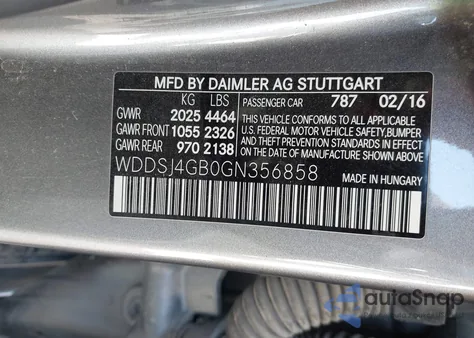 MFD BY DAIMLER AG STUTTGART
KG LBS PASSENGER CAR 787 02/16
GVWR 2025 4464 THIS VEHICLE CONFORMS TO ALL APPLICABLE
GAWR FRONT 1055 2326 U.S. FEDERAL MOTOR VEHICLE SAFETY, BUMPER
GAWR REAR 970 2138 AND THEFT PREVENTION STANDARDS IN EFFECT
ON THE DATE OF MANUFACTURE SHOWN ABOVE.
WDDSJ4GB0GN356858 MADE IN HUNGARY
autoSnap